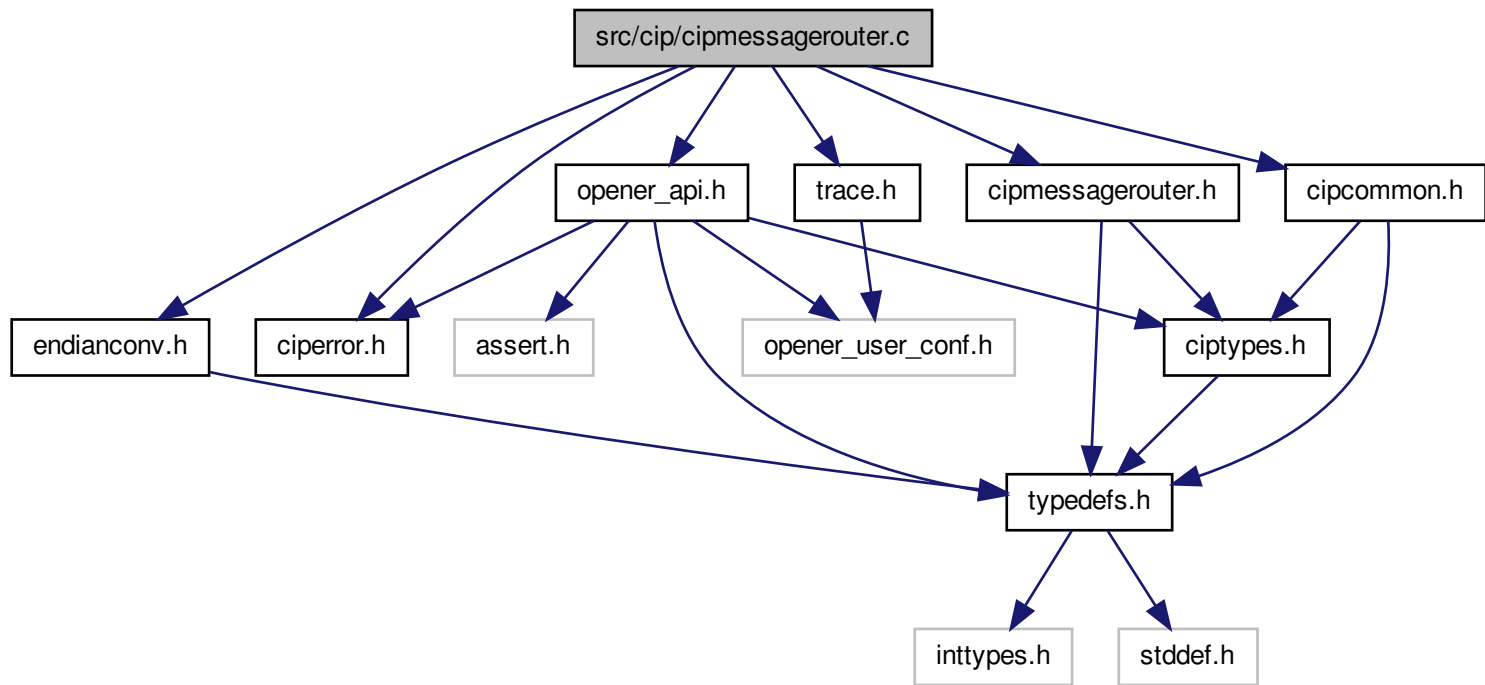 src/cip/cipmessagerouter.c
opener_api.h
trace.h
cipmessagerouter.h
cipcommon.h
endianconv.h
ciperror.h
assert.h
opener_user_conf.h
ciptypes.h
typedefs.h
inttypes.h
stddef.h